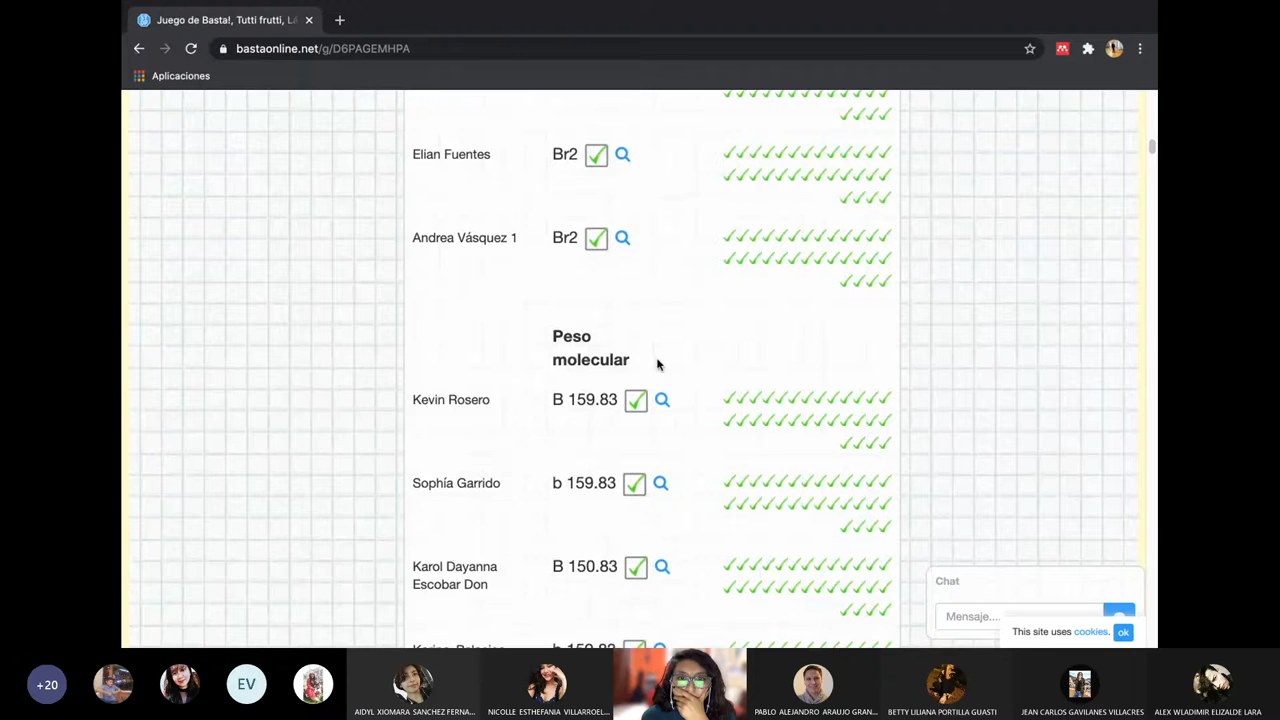 Juego de Basta!, Tutti frutti, Lá
bastaonline.net/g/D6PAGEMHPA
Aplicaciones
Elian Fuentes Br2
Andrea Vásquez 1 Br2
Peso
molecular
Kevin Rosero B 159.83
Sophía Garrido b 159.83
Karol Dayanna B 150.83
Escobar Don
Chat
Mensaje....
This site uses cookies. ok
+20
EV
AIDYL XIOMARA SANCHEZ FERNA...
NICOLLE ESTHEFANIA VILLARROEL...
PABLO ALEJANDRO ARAUJO GRAN...
BETTY LILIANA PORTILLA GUASTI
JEAN CARLOS GAVILANES VILLACRES
ALEX WLADIMIR ELIZALDE LARA